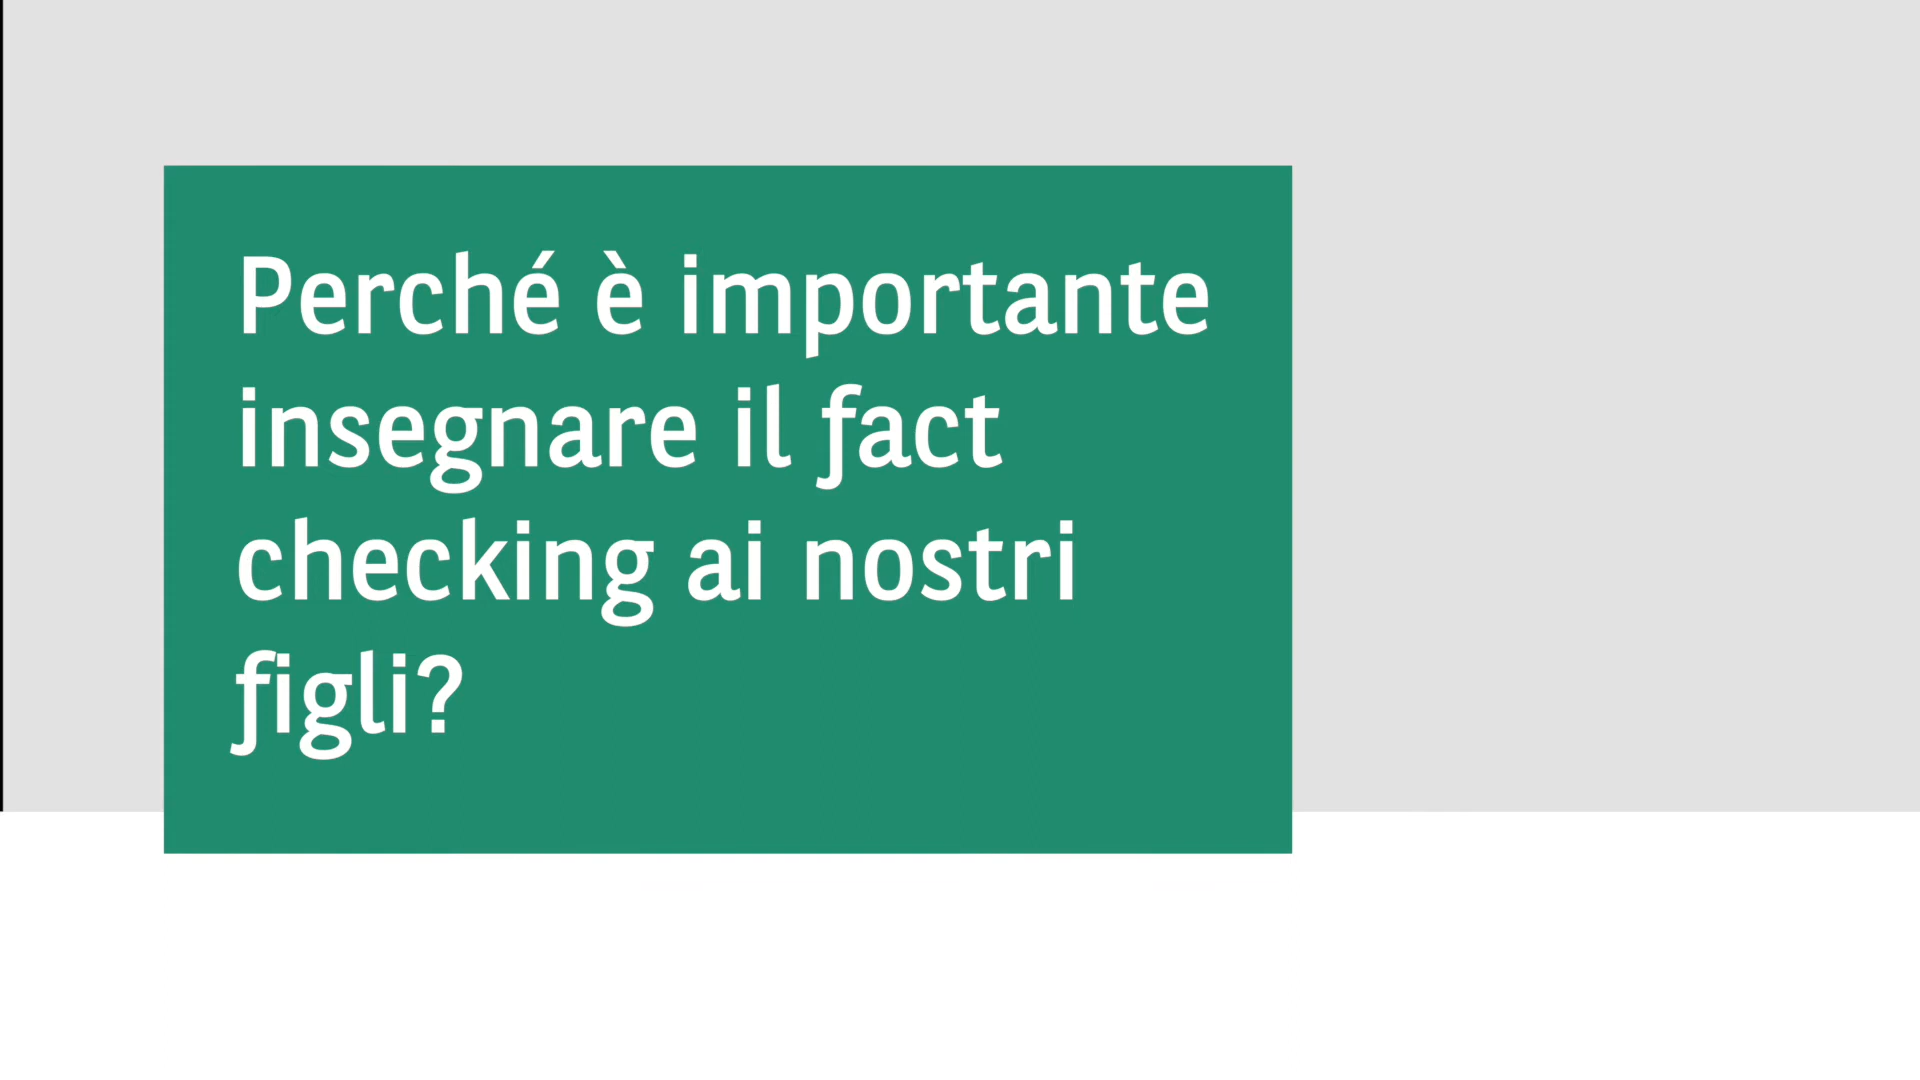 Perché è importante
insegnare il fact
checking ai nostri
figli?